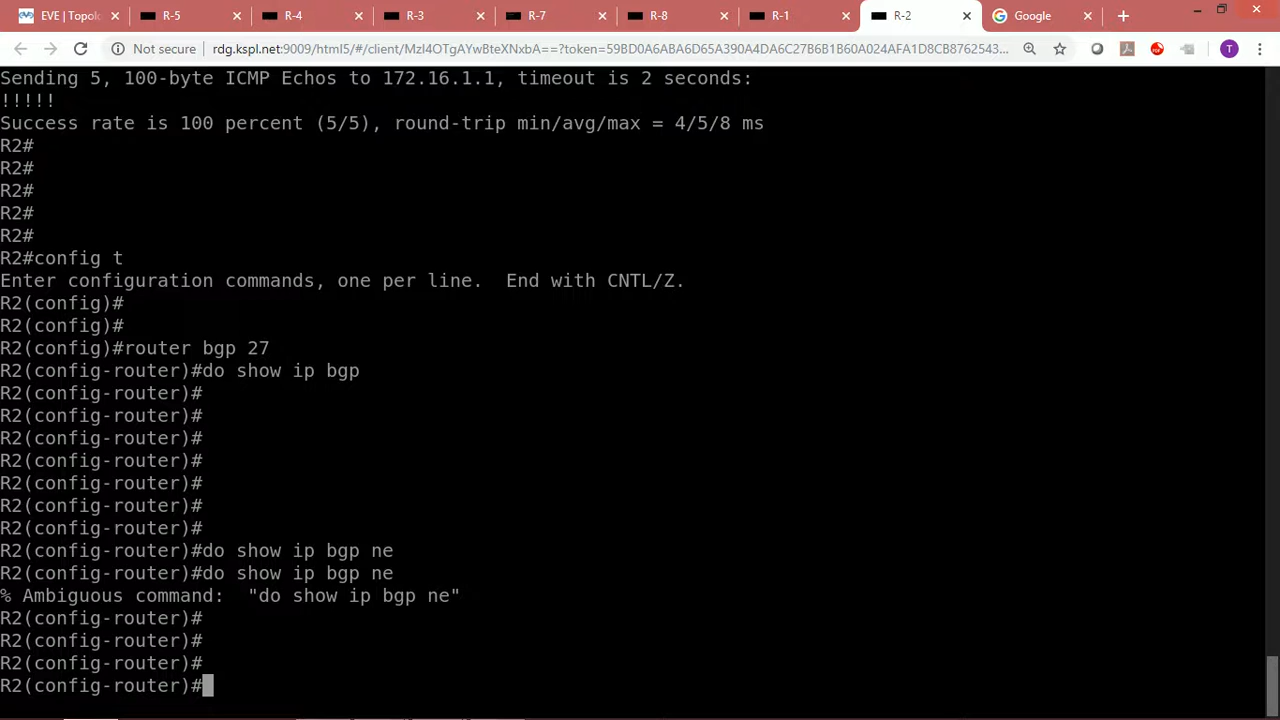 EVE | Topolo
R-5
R-4
R-3
R-7
R-8
R-1
R-2
Google
Not secure
rdg.kspl.net:9009/html5/#/client/MzI4OTgAYwBteXNxbA==?token=59BD0A6ABA6D65A390A4DA6C27B6B1B60A024AFA1D8CB8762543...
T
Sending 5, 100-byte ICMP Echos to 172.16.1.1, timeout is 2 seconds:
!!!!!
Success rate is 100 percent (5/5), round-trip min/avg/max = 4/5/8 ms
R2#
R2#
R2#
R2#
R2#
R2#config t
Enter configuration commands, one per line.  End with CNTL/Z.
R2(config)#
R2(config)#
R2(config)#router bgp 27
R2(config-router)#do show ip bgp
R2(config-router)#
R2(config-router)#
R2(config-router)#
R2(config-router)#
R2(config-router)#
R2(config-router)#
R2(config-router)#
R2(config-router)#do show ip bgp ne
R2(config-router)#do show ip bgp ne
% Ambiguous command:  "do show ip bgp ne"
R2(config-router)#
R2(config-router)#
R2(config-router)#
R2(config-router)#